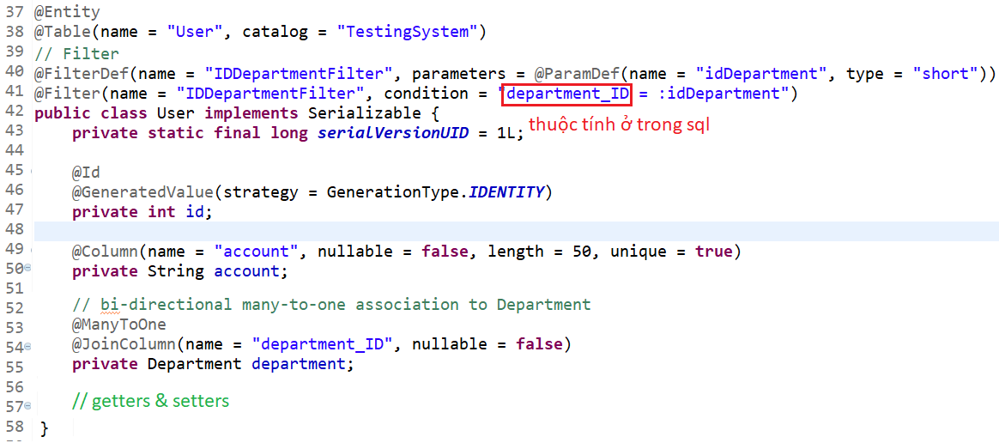 37 @Entity
38 @Table(name = "User", catalog = "TestingSystem")
39 // Filter
40 @FilterDef(name = "IDDepartmentFilter", parameters = @ParamDef(name = "idDepartment", type = "short"))
41 @Filter(name = "IDDepartmentFilter", condition = "department_ID = :idDepartment")
42 public class User implements Serializable {
43 private static final long serialVersionUID = 1L;
thuộc tính ở trong sql
44
45 @Id
46 @GeneratedValue(strategy = GenerationType.IDENTITY)
47 private int id;
48
49 @Column(name = "account", nullable = false, length = 50, unique = true)
50 private String account;
51
52 // bi-directional many-to-one association to Department
53 @ManyToOne
54 @JoinColumn(name = "department_ID", nullable = false)
55 private Department department;
56
57 // getters & setters
58 }